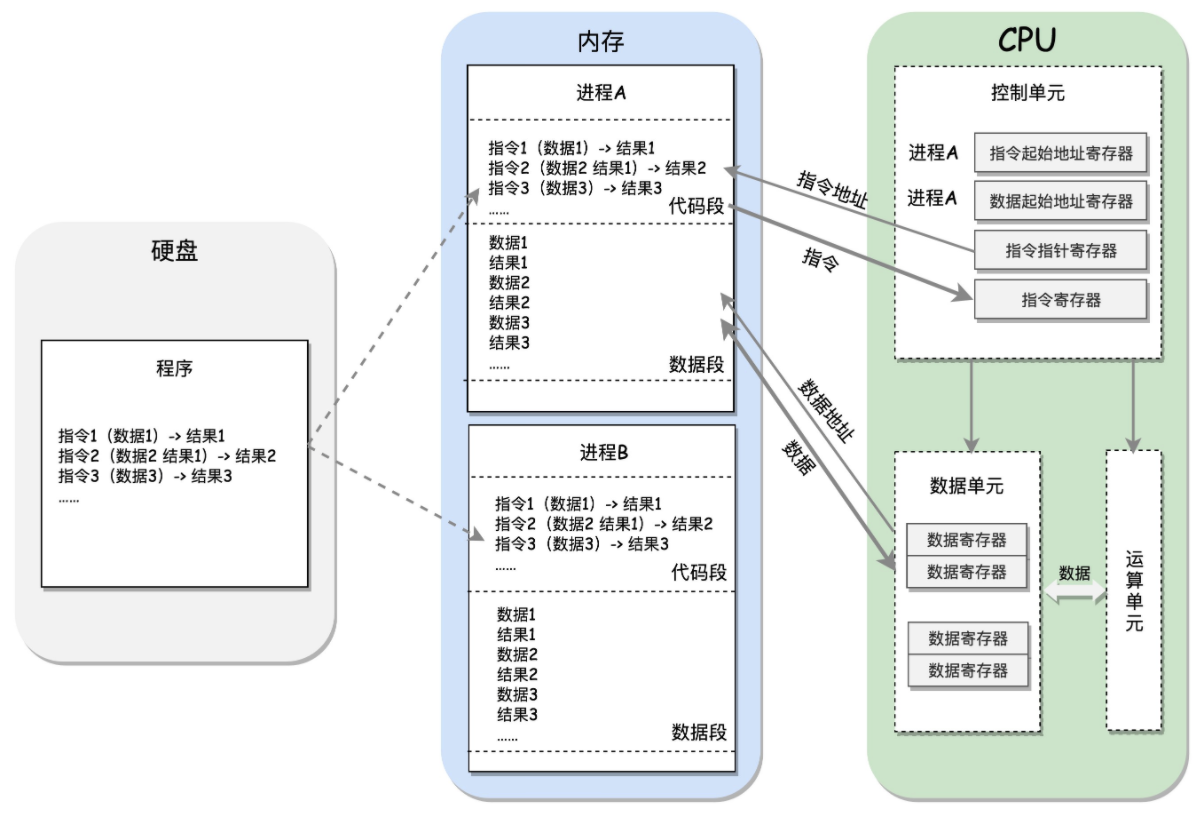 硬盘
程序
指令1（数据1）-> 结果1
指令2（数据2 结果1）-> 结果2
指令3（数据3）-> 结果3
……
内存
进程A
指令1（数据1）-> 结果1
指令2（数据2 结果1）-> 结果2
指令3（数据3）-> 结果3
……
代码段
数据1
结果1
数据2
结果2
数据3
结果3
……
数据段
进程B
指令1（数据1）-> 结果1
指令2（数据2 结果1）-> 结果2
指令3（数据3）-> 结果3
……
代码段
数据1
结果1
数据2
结果2
数据3
结果3
……
数据段
指令地址
指令
数据地址
数据
CPU
控制单元
进程A 指令起始地址寄存器
进程A 数据起始地址寄存器
指令指针寄存器
指令寄存器
数据单元
数据寄存器
数据寄存器
数据寄存器
数据寄存器
数据
运算单元